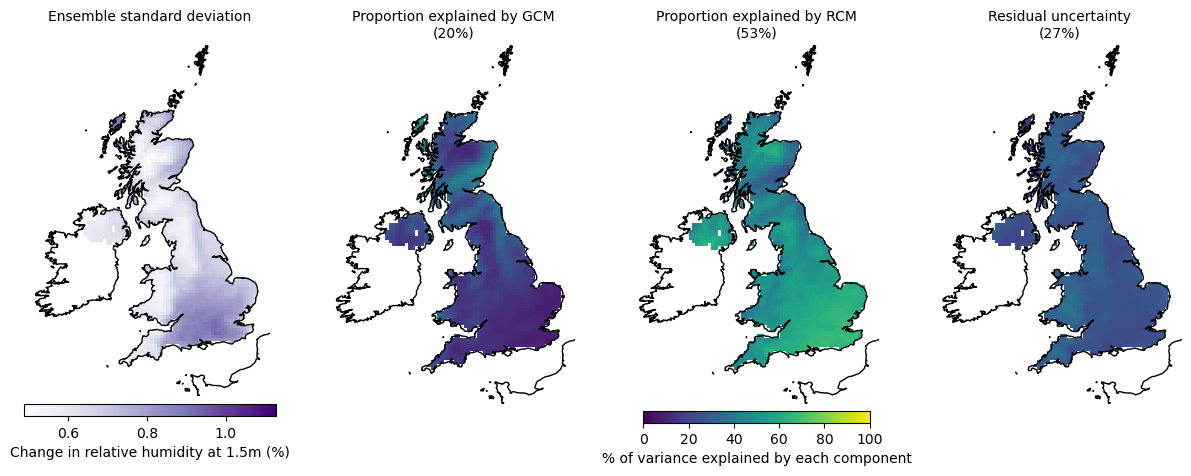 Ensemble standard deviation
Proportion explained by GCM
(20%)
Proportion explained by RCM
(53%)
Residual uncertainty
(27%)
0.6 0.8 1.0
Change in relative humidity at 1.5m (%)
0 20 40 60 80 100
% of variance explained by each component